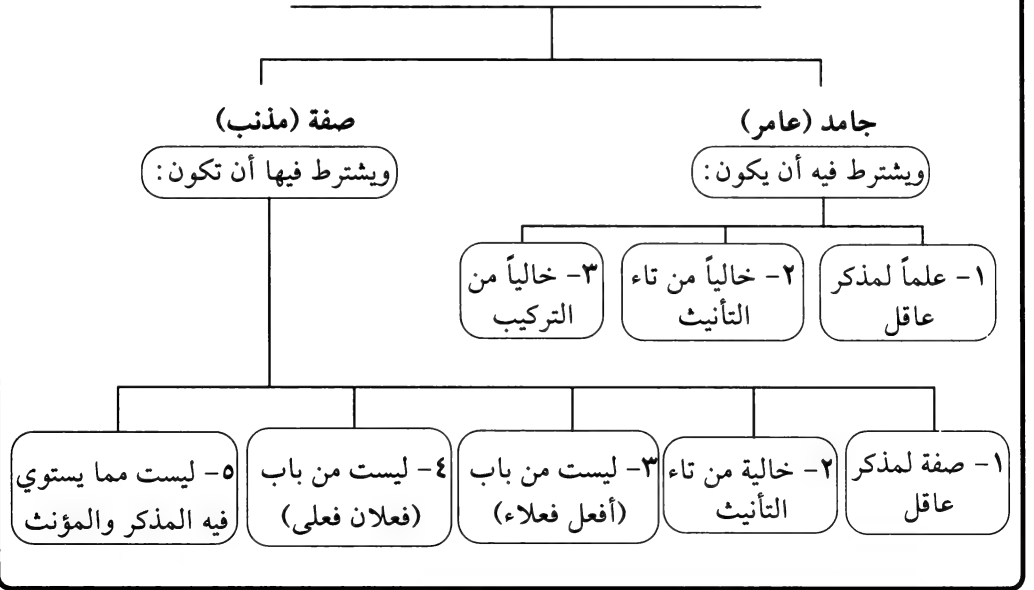 جامد (عامر)
ويشترط فيه أن يكون:
١- علماً لمذكر
عاقل
٢- خالياً من تاء
التأنيث
٣- خالياً من
التركيب
صفة (مذنب)
ويشترط فيها أن تكون:
١- صفة لمذكر
عاقل
٢- خالية من تاء
التأنيث
٣- ليست من باب
(أفعل فعلاء)
٤- ليست من باب
(فعلان فعلى)
٥- ليست مما يستوي
فيه المذكر والمؤنث